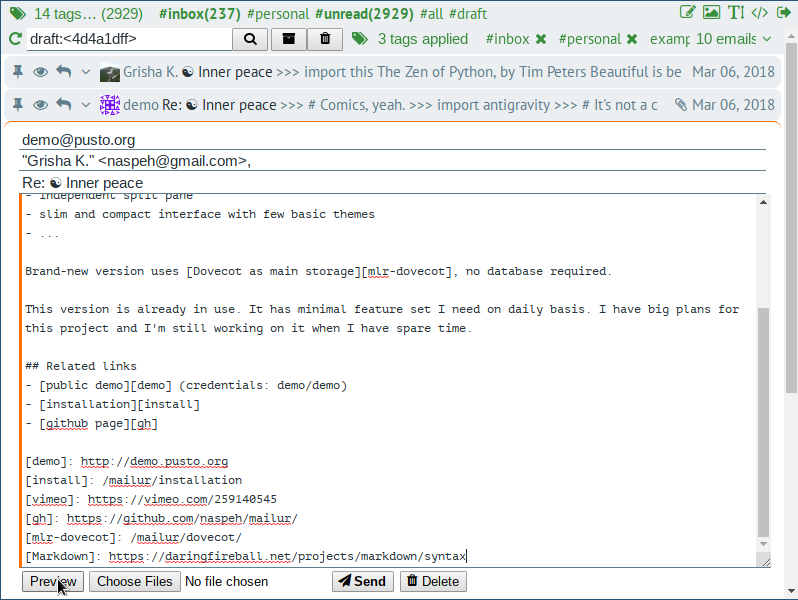 14 tags… (2929) #inbox(237) #personal #unread(2929) #all #draft
draft:<4d4a1dff> 3 tags applied #inbox #personal examp 10 emails
Grisha K. ☯ Inner peace >>> import this The Zen of Python, by Tim Peters Beautiful is be Mar 06, 2018
demo Re: ☯ Inner peace >>> # Comics, yeah. >>> import antigravity >>> # It's not a c Mar 06, 2018
demo@pusto.org
"Grisha K." <naspeh@gmail.com>,
Re: ☯ Inner peace
- independent split pane
- slim and compact interface with few basic themes
- ...
Brand-new version uses [Dovecot as main storage][mlr-dovecot], no database required.
This version is already in use. It has minimal feature set I need on daily basis. I have big plans for
this project and I'm still working on it when I have spare time.
## Related links
- [public demo][demo] (credentials: demo/demo)
- [installation][install]
- [github page][gh]
[demo]: http://demo.pusto.org
[install]: /mailur/installation
[vimeo]: https://vimeo.com/259140545
[gh]: https://github.com/naspeh/mailur/
[mlr-dovecot]: /mailur/dovecot/
[Markdown]: https://daringfireball.net/projects/markdown/syntax
Preview Choose Files No file chosen Send Delete